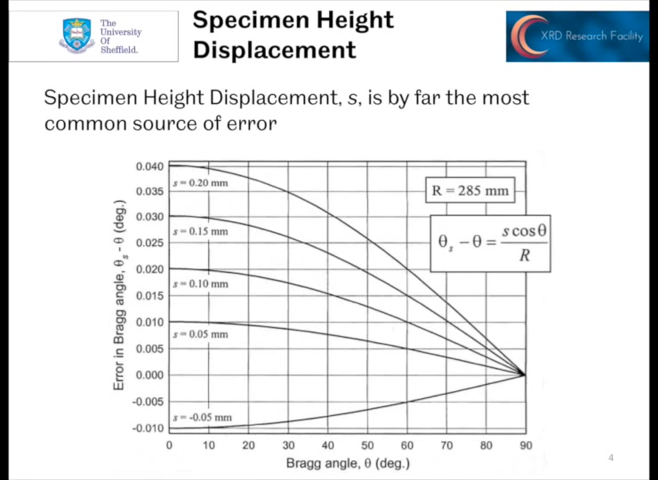 The
University
Of
Sheffield.
Specimen Height
Displacement
XRD Research Facility
Specimen Height Displacement, s, is by far the most
common source of error
0.040
0.035
0.030
0.025
0.020
0.015
0.010
0.005
0.000
-0.005
-0.010
Error in Bragg angle, θs - θ (deg.)
s = 0.20 mm
s = 0.15 mm
s = 0.10 mm
s = 0.05 mm
s = -0.05 mm
R = 285 mm
θs − θ = s cosθ / R
0 10 20 30 40 50 60 70 80 90
Bragg angle, θ (deg.)
4